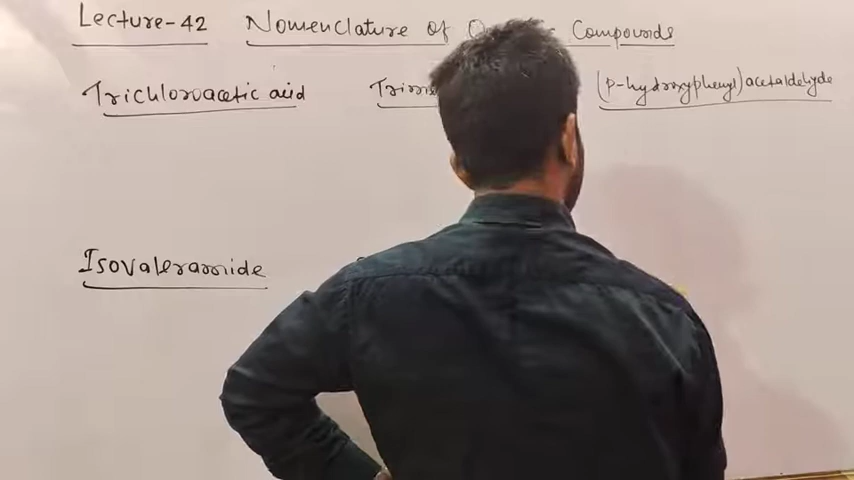 Lecture-42 Nomenclature of Compounds
Trichloroacetic acid (p-hydroxyphenyl)acetaldehyde
Isovaleramide